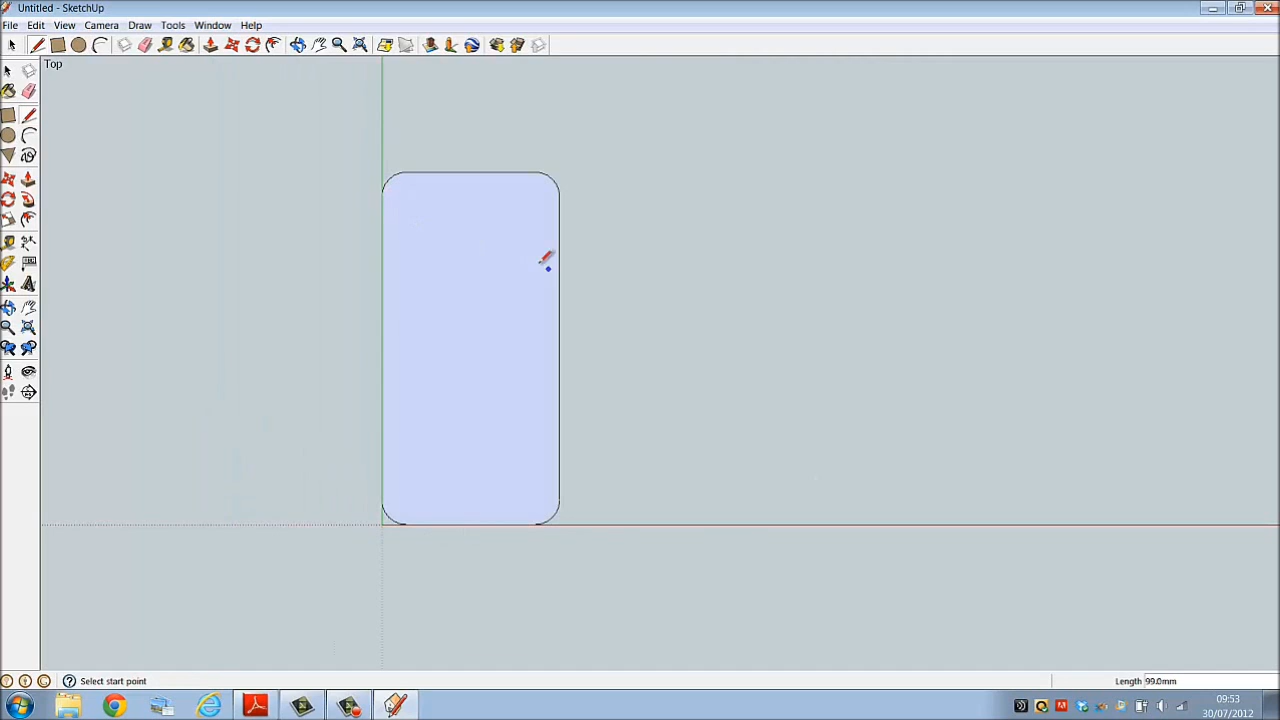 Untitled - SketchUp
File Edit View Camera Draw Tools Window Help
Top
Select start point
Length 99.0mm
09:53
30/07/2012